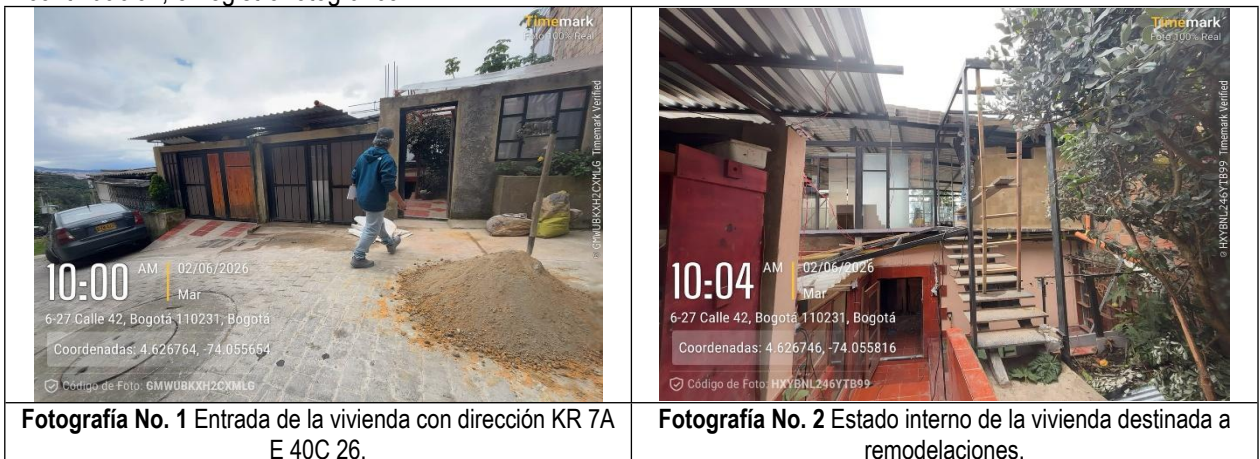 Timemark
Foto 100% Real
© GMWUBKXH2CXMLG Timemark Verified
10:00 AM
02/06/2026
Mar
6-27 Calle 42, Bogotá 110231, Bogotá
Coordenadas: 4.626764, -74.055654
Código de Foto: GMWUBKXH2CXMLG
Timemark
Foto 100% Real
© HXYBNL246YTB99 Timemark Verified
10:04 AM
02/06/2026
Mar
6-27 Calle 42, Bogotá 110231, Bogotá
Coordenadas: 4.626746, -74.055816
Código de Foto: HXYBNL246YTB99
Fotografía No. 1 Entrada de la vivienda con dirección KR 7A
E 40C 26.
Fotografía No. 2 Estado interno de la vivienda destinada a
remodelaciones.